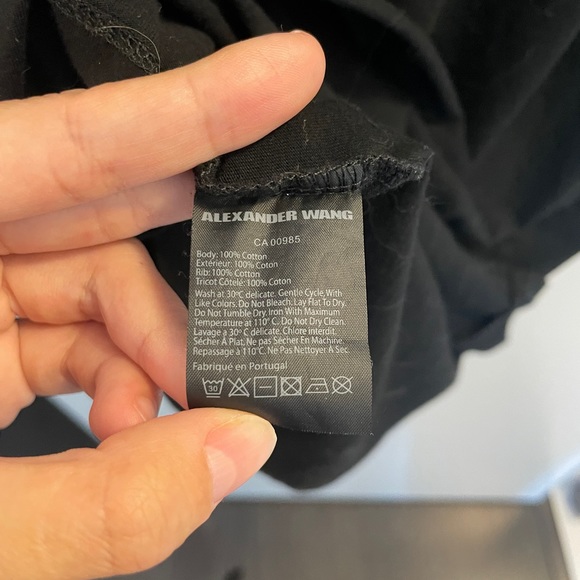 ALEXANDER WANG
CA 00985
Body: 100% Cotton
Extérieur: 100% Coton
Rib: 100% Cotton
Tricot Côtelé: 100% Coton
Wash at 30ºC delicate. Gentle Cycle. With
Like Colors. Do Not Bleach: Lay Flat To Dry.
Do Not Tumble Dry. Iron with Maximum
Temperature at 110° C. Do Not Dry Clean.
Lavage a 30º C délicate. Chlore interdit.
Sécher A Plat. Ne pas Sécher En Machine.
Repassage à 110ºC. Ne Pas Nettoyer A Sec.
Fabriqué en Portugal
30